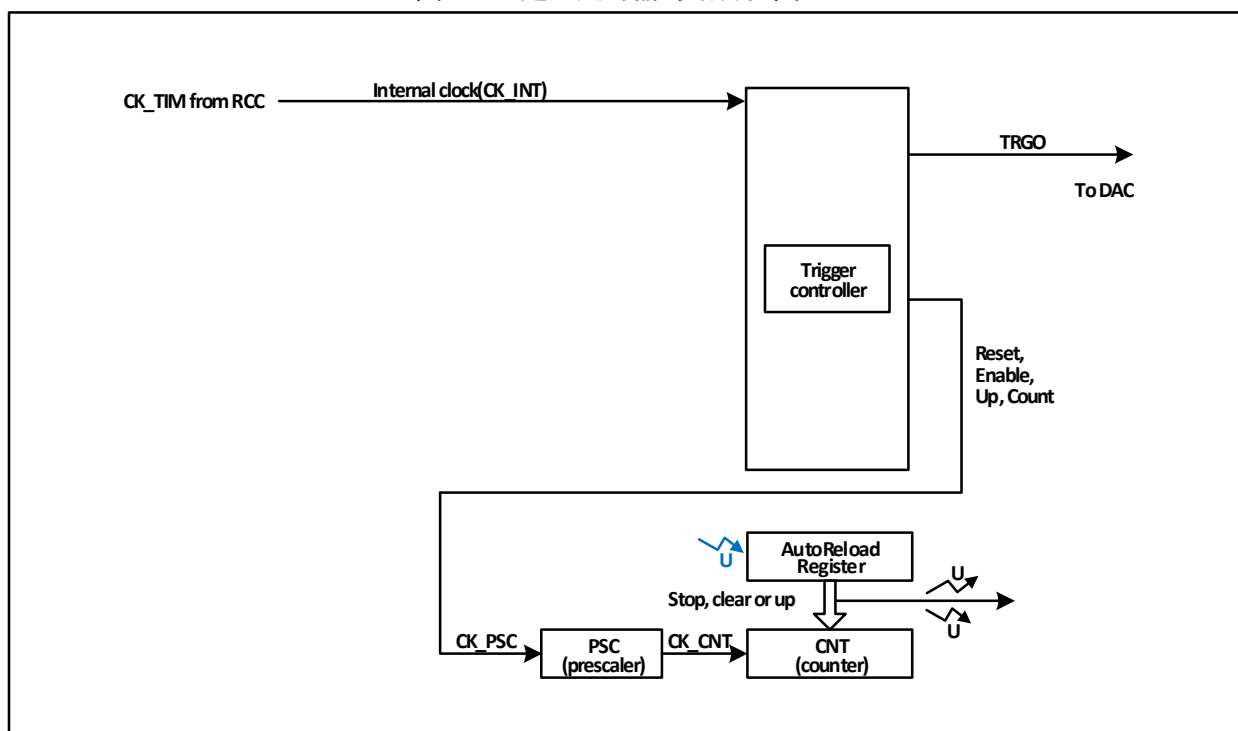 CK_TIM from RCC
Internal clock(CK_INT)
TRGO
To DAC
Trigger
controller
Reset,
Enable,
Up, Count
U
AutoReload
Register
U
Stop, clear or up
U
CK_PSC
PSC
(prescaler)
CK_CNT
CNT
(counter)